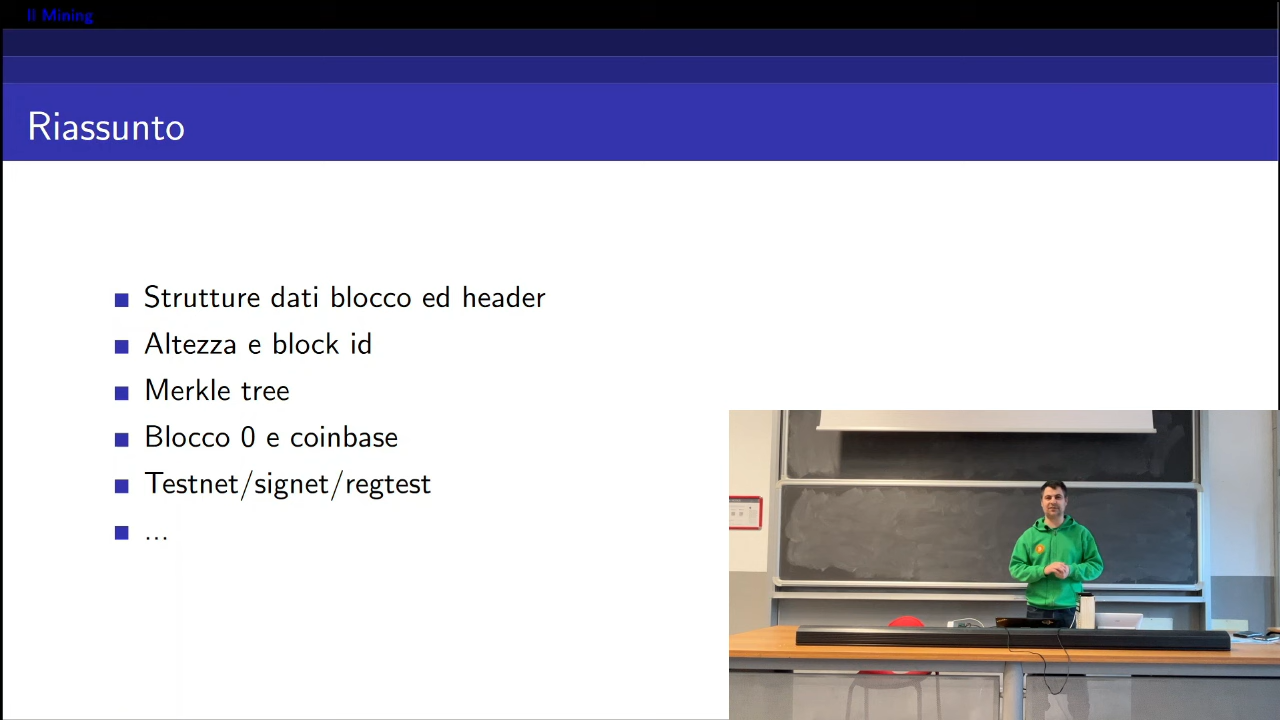 Il Mining
Riassunto
Strutture dati blocco ed header
Altezza e block id
Merkle tree
Blocco 0 e coinbase
Testnet/signet/regtest
...